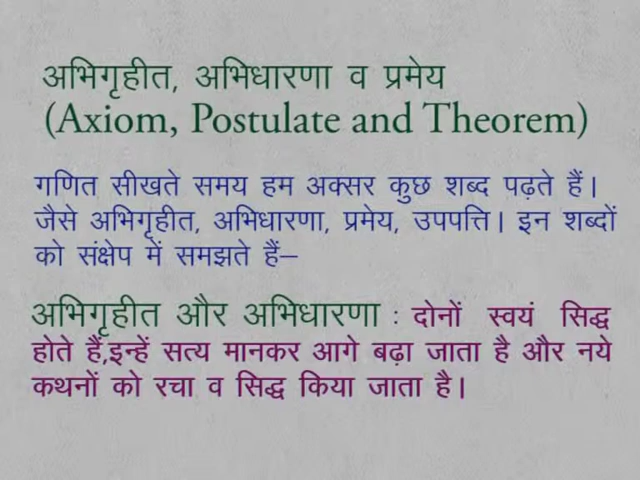 अभिगृहीत, अभिधारणा व प्रमेय
(Axiom, Postulate and Theorem)
गणित सीखते समय हम अक्सर कुछ शब्द पढ़ते हैं।
जैसे अभिगृहीत, अभिधारणा, प्रमेय, उपपत्ति। इन शब्दों
को संक्षेप में समझते हैं–
अभिगृहीत और अभिधारणा : दोनों स्वयं सिद्ध
होते हैं,इन्हें सत्य मानकर आगे बढ़ा जाता है और नये
कथनों को रचा व सिद्ध किया जाता है।